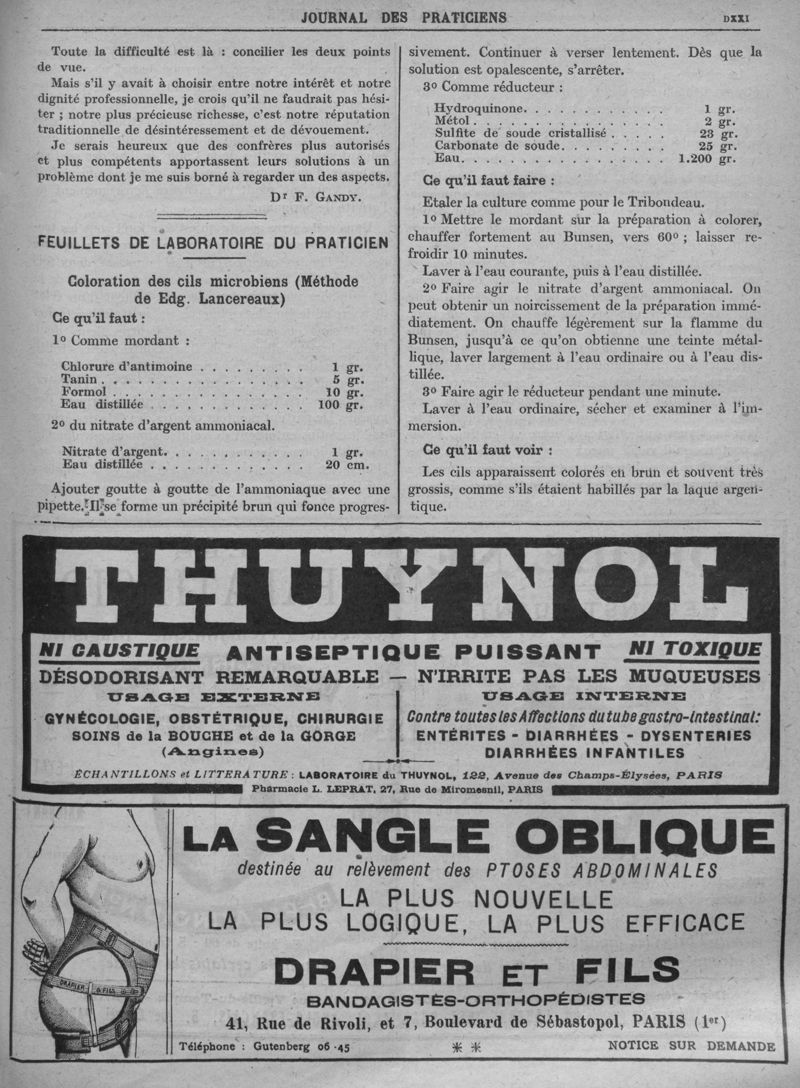 JOURNAL DES PRATICIENS
DXXI
Toute la difficulté est là : concilier les deux points
de vue.
Mais s'il y avait à choisir entre notre intérêt et notre
dignité professionnelle, je crois qu'il ne faudrait pas hési-
ter ; notre plus précieuse richesse, c'est notre réputation
traditionnelle de désintéressement et de dévouement.
Je serais heureux que des confrères plus autorisés
et plus compétents apportassent leurs solutions à un
problème dont je me suis borné à regarder un des aspects.
Dr F. GANDY.
FEUILLETS DE LABORATOIRE DU PRATICIEN
Coloration des cils microbiens (Méthode
de Edg. Lancereaux)
Ce qu'il faut :
1º Comme mordant :
Chlorure d'antimoine . . . . . . . . . 1 gr.
Tanin . . . . . . . . . . . . . . . . . 5 gr.
Formol . . . . . . . . . . . . . . . . 10 gr.
Eau distillée . . . . . . . . . . . . . 100 gr.
2º du nitrate d'argent ammoniacal.
Nitrate d'argent. . . . . . . . . . . . 1 gr.
Eau distillée . . . . . . . . . . . . . 20 cm.
Ajouter goutte à goutte de l'ammoniaque avec une
pipette. Il se forme un précipité brun qui fonce progres-
sivement. Continuer à verser lentement. Dès que la
solution est opalescente, s'arrêter.
3º Comme réducteur :
Hydroquinone. . . . . . . . . . . . . 1 gr.
Métol . . . . . . . . . . . . . . . . . 2 gr.
Sulfite de soude cristallisé . . . . . 23 gr.
Carbonate de soude. . . . . . . . . . 25 gr.
Eau. . . . . . . . . . . . . . . . . . 1.200 gr.
Ce qu'il faut faire :
Etaler la culture comme pour le Tribondeau.
1º Mettre le mordant sur la préparation à colorer,
chauffer fortement au Bunsen, vers 60º ; laisser re-
froidir 10 minutes.
Laver à l'eau courante, puis à l'eau distillée.
2º Faire agir le nitrate d'argent ammoniacal. On
peut obtenir un noircissement de la préparation immé-
diatement. On chauffe légèrement sur la flamme du
Bunsen, jusqu'à ce qu'on obtienne une teinte métal-
lique, laver largement à l'eau ordinaire ou à l'eau dis-
tillée.
3º Faire agir le réducteur pendant une minute.
Laver à l'eau ordinaire, sécher et examiner à l'im-
mersion.
Ce qu'il faut voir :
Les cils apparaissent colorés en brun et souvent très
grossis, comme s'ils étaient habillés par la laque argen-
tique.
THUYNOL
NI CAUSTIQUE ANTISEPTIQUE PUISSANT NI TOXIQUE
DÉSODORISANT REMARQUABLE — N'IRRITE PAS LES MUQUEUSES
USAGE EXTERNE
GYNÉCOLOGIE, OBSTÉTRIQUE, CHIRURGIE
SOINS de la BOUCHE et de la GORGE
(Angines)
USAGE INTERNE
Contre toutes les Affections du tube gastro-intestinal:
ENTÉRITES - DIARRHÉES - DYSENTERIES
DIARRHÉES INFANTILES
ÉCHANTILLONS et LITTERATURE : LABORATOIRE du THUYNOL, 122, Avenue des Champs-Élysées, PARIS
Pharmacie L. LEPRAT, 27, Rue de Miromesnil, PARIS
LA SANGLE OBLIQUE
destinée au relèvement des PTOSES ABDOMINALES
LA PLUS NOUVELLE
LA PLUS LOGIQUE, LA PLUS EFFICACE
DRAPIER & FILS
DRAPIER ET FILS
BANDAGISTES-ORTHOPÉDISTES
41, Rue de Rivoli, et 7, Boulevard de Sébastopol, PARIS (1er)
Téléphone : Gutenberg 06-45
* *
NOTICE SUR DEMANDE